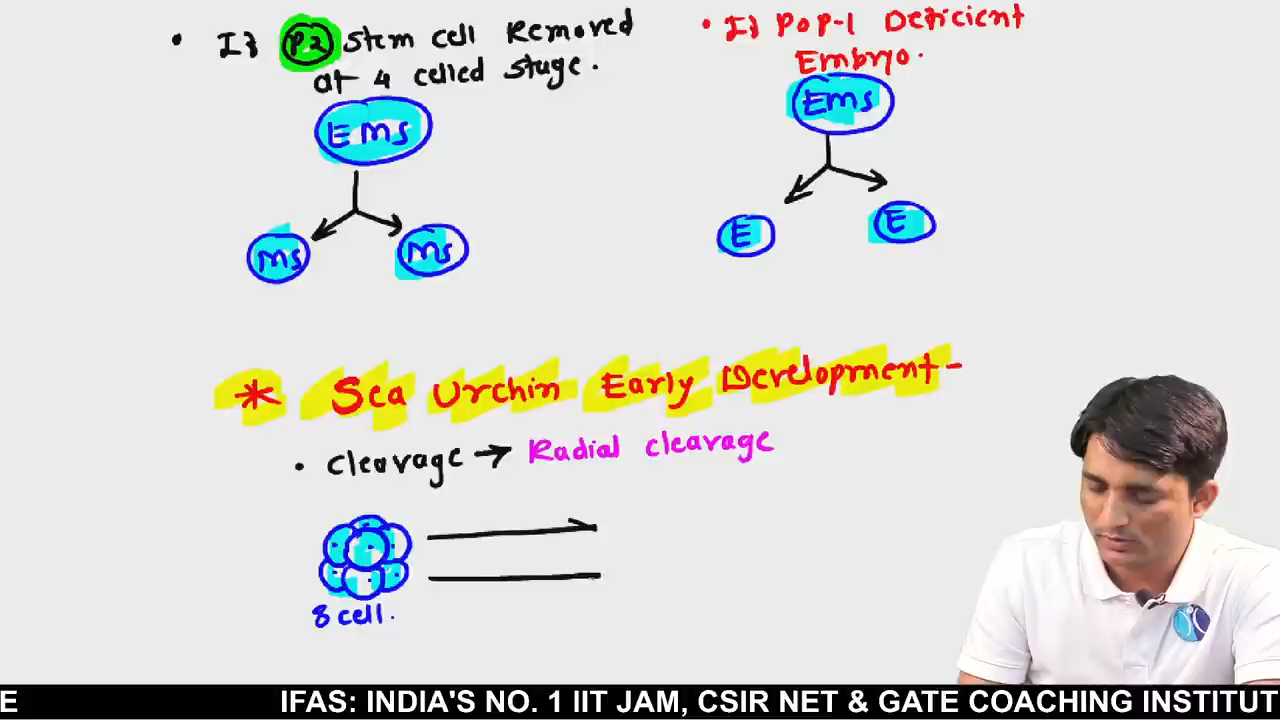 • If P2 stem cell Removed
at 4 celled stage.
EMS
MS
MS
• If PoP-1 Deficient
Embryo.
EMS
E
E
* Sea Urchin Early Development-
• Cleavage → Radial cleavage
8 cell.
E IFAS: INDIA'S NO. 1 IIT JAM, CSIR NET & GATE COACHING INSTITUT